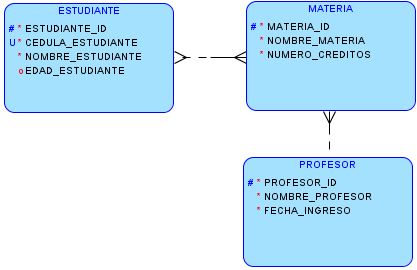 ESTUDIANTE
# * ESTUDIANTE_ID
U * CEDULA_ESTUDIANTE
* NOMBRE_ESTUDIANTE
o EDAD_ESTUDIANTE
MATERIA
# * MATERIA_ID
* NOMBRE_MATERIA
* NUMERO_CREDITOS
PROFESOR
# * PROFESOR_ID
* NOMBRE_PROFESOR
* FECHA_INGRESO